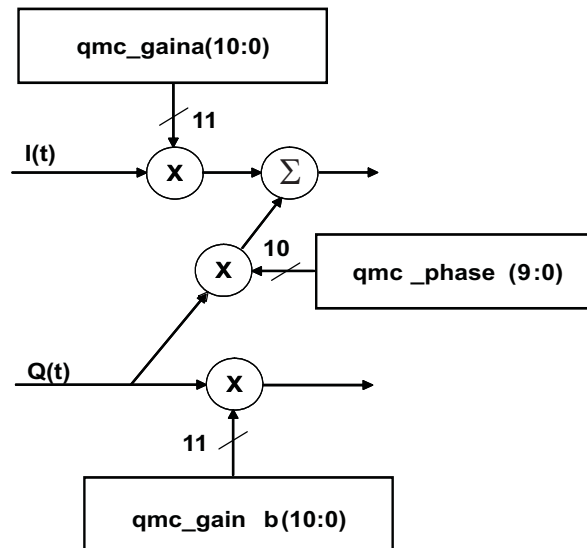 qmc_gaina(10:0)
11
I(t)
X
Σ
10
X
qmc _phase (9:0)
Q(t)
X
11
qmc_gain b(10:0)